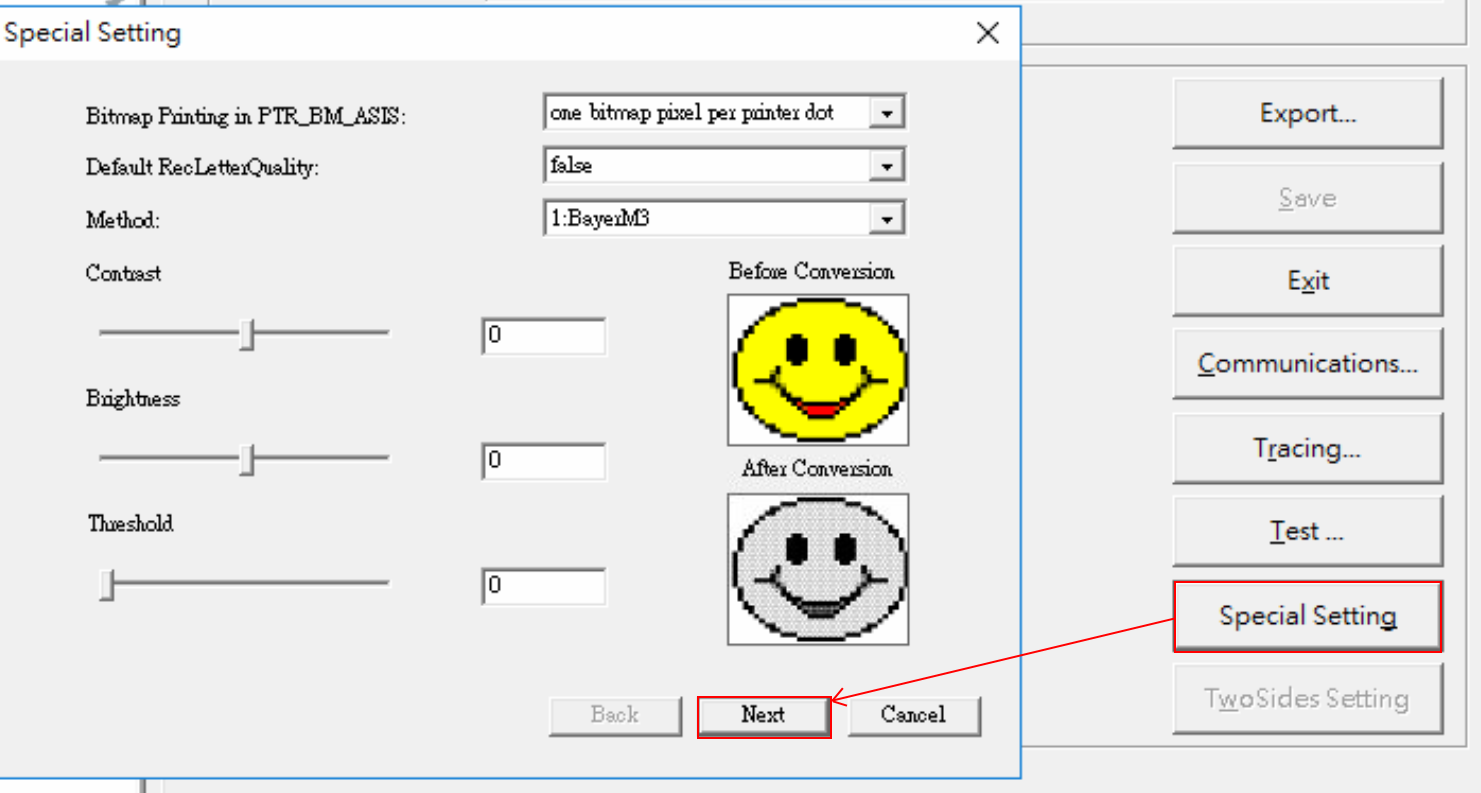 Special Setting
Bitmap Printing in PTR_BM_ASIS:
one bitmap pixel per printer dot
Default RecLetterQuality:
false
Method:
1:BayerM3
Contrast
0
Brightness
0
Threshold
0
Before Conversion
After Conversion
Back
Next
Cancel
Export...
Save
Exit
Communications...
Tracing...
Test ...
Special Setting
TwoSides Setting